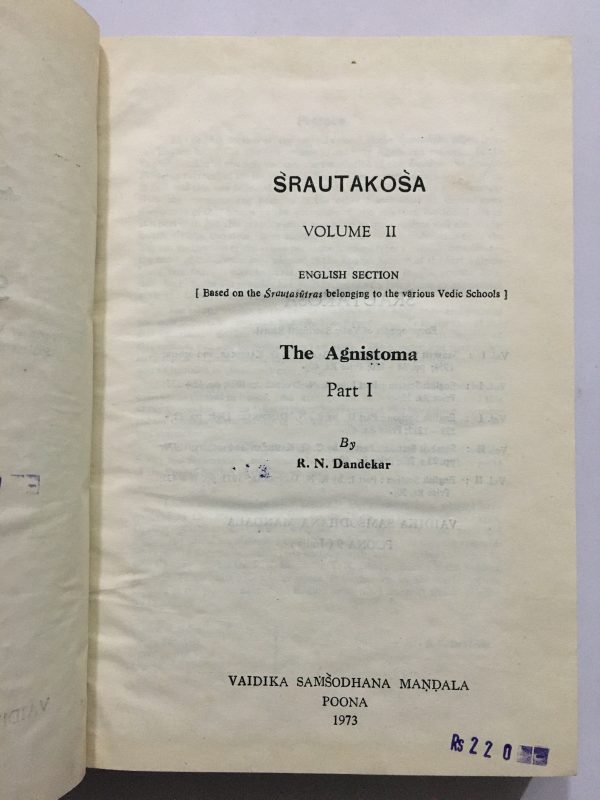 ŚRAUTAKOŚA
VOLUME II
ENGLISH SECTION
[ Based on the Śrautasūtras belonging to the various Vedic Schools ]
The Agniṣṭoma
Part I
By
R. N. Dandekar
VAIDIKA SAṀŚODHANA MAṆḌALA
POONA
1973
Rs 220